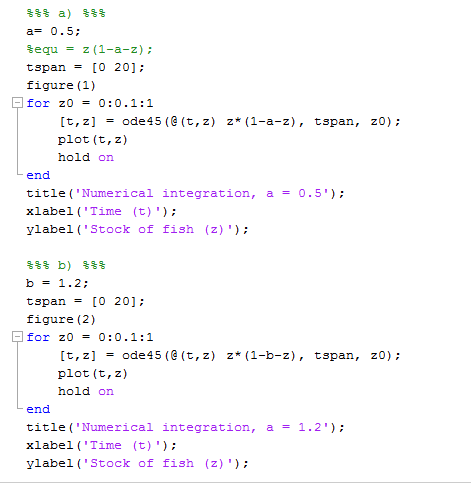 %%% a) %%%
a= 0.5;
%equ = z(1-a-z);
tspan = [0 20];
figure(1)
for z0 = 0:0.1:1
    [t,z] = ode45(@(t,z) z*(1-a-z), tspan, z0);
    plot(t,z)
    hold on
end
title('Numerical integration, a = 0.5');
xlabel('Time (t)');
ylabel('Stock of fish (z)');

%%% b) %%%
b = 1.2;
tspan = [0 20];
figure(2)
for z0 = 0:0.1:1
    [t,z] = ode45(@(t,z) z*(1-b-z), tspan, z0);
    plot(t,z)
    hold on
end
title('Numerical integration, a = 1.2');
xlabel('Time (t)');
ylabel('Stock of fish (z)');